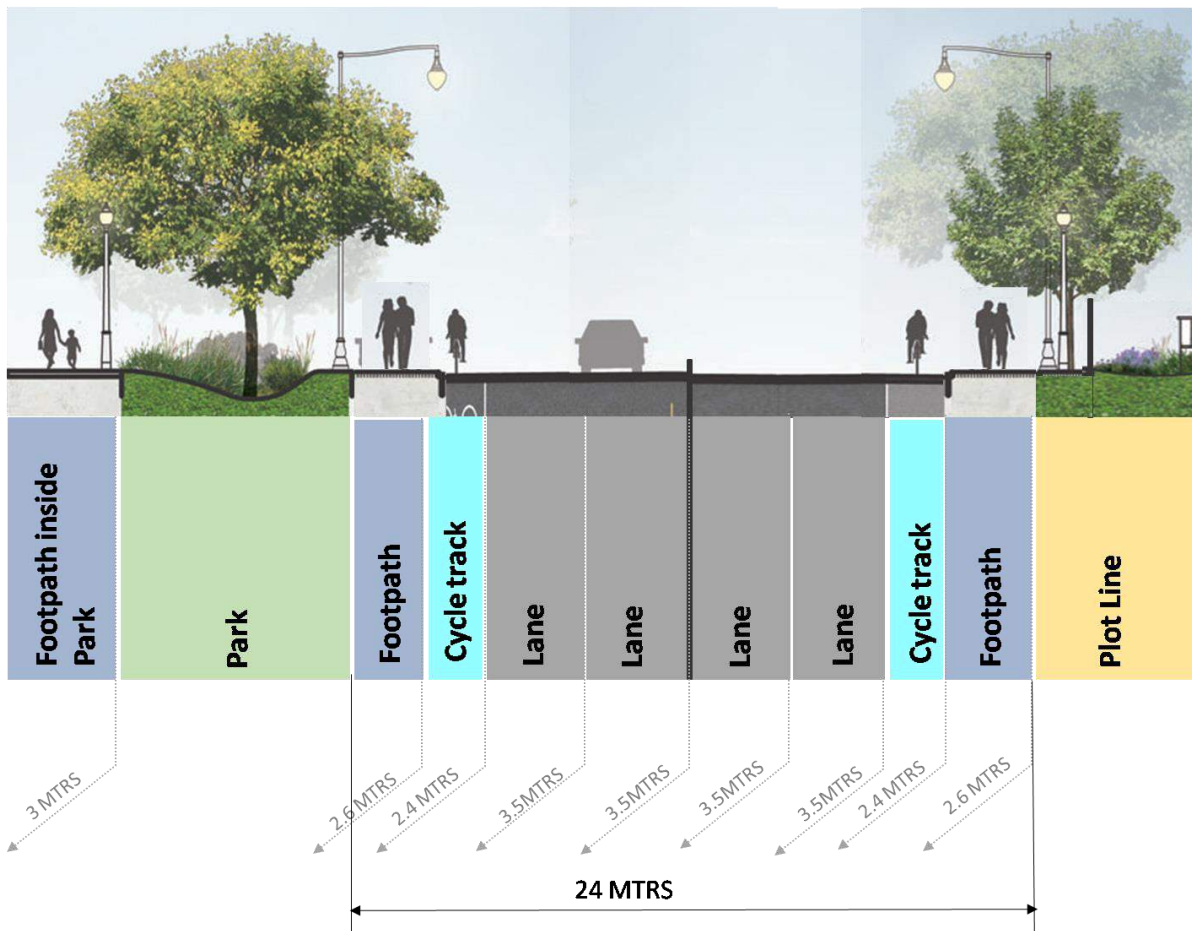 Footpath inside
Park
Park
Footpath
Cycle track
Lane
Lane
Lane
Lane
Cycle track
Footpath
Plot Line
3 MTRS
2.6 MTRS
2.4 MTRS
3.5MTRS
3.5MTRS
3.5MTRS
3.5MTRS
2.4 MTRS
2.6 MTRS
24 MTRS